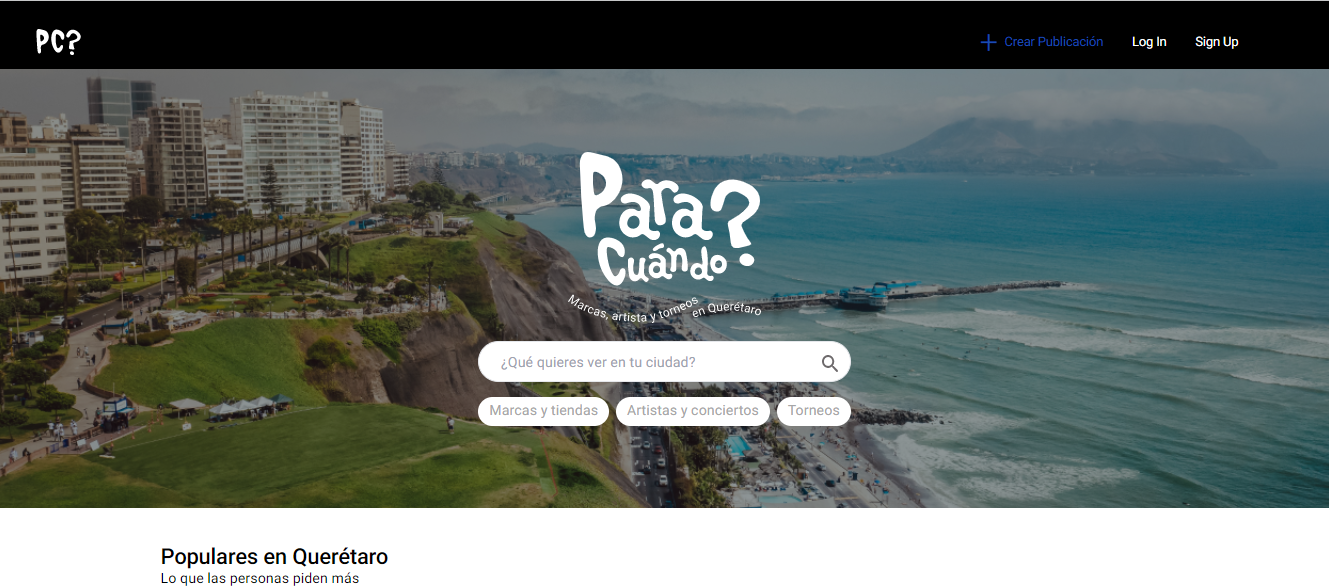 PC?
Crear Publicación
Log In
Sign Up
Para
Cuándo?
Marcas, artista y torneos
en Querétaro
¿Qué quieres ver en tu ciudad?
Marcas y tiendas
Artistas y conciertos
Torneos
Populares en Querétaro
Lo que las personas piden más